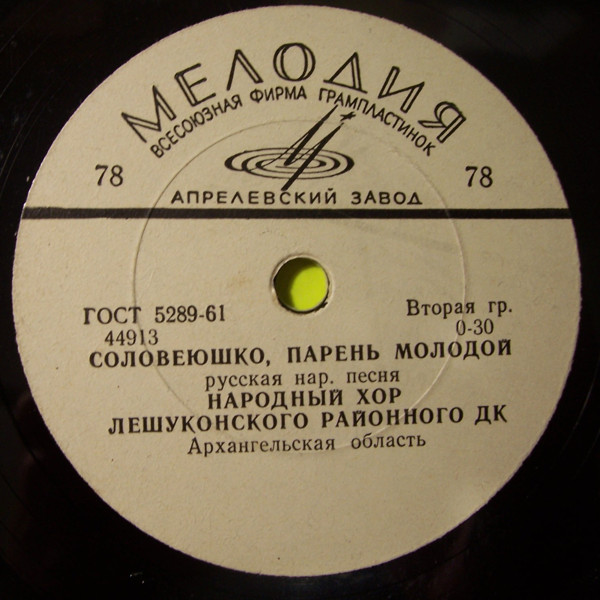 МЕЛОДИЯ
ВСЕСОЮЗНАЯ ФИРМА ГРАМПЛАСТИНОК
78 78
АПРЕЛЕВСКИЙ ЗАВОД
ГОСТ 5289-61 Вторая гр.
44913 0-30
СОЛОВЕЮШКО, ПАРЕНЬ МОЛОДОЙ
русская нар. песня
НАРОДНЫЙ ХОР
ЛЕШУКОНСКОГО РАЙОННОГО ДК
Архангельская область